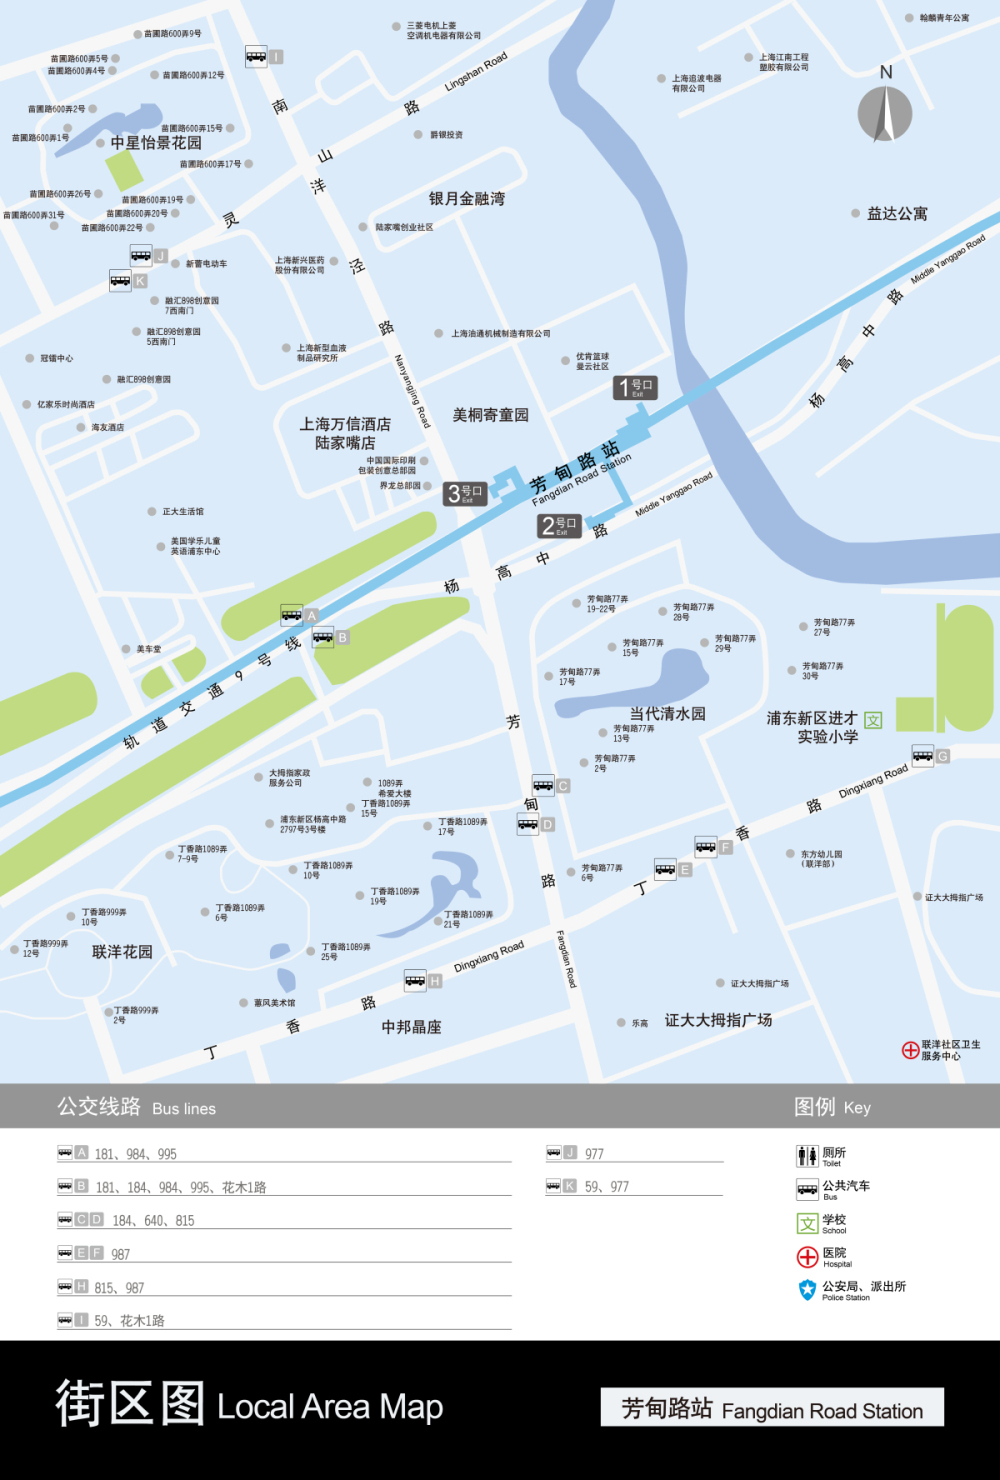 苗圃路600弄9号
三菱电机上菱
空调机电器有限公司
翰麟青年公寓
苗圃路600弄5号
苗圃路600弄4号
苗圃路600弄12号
I
Lingshan Road
上海追波电器
有限公司
上海江南工程
塑胶有限公司
N
苗圃路600弄2号
苗圃路600弄1号
苗圃路600弄15号
中星怡景花园
苗圃路600弄17号
爵银投资
苗圃路600弄26号
苗圃路600弄19号
苗圃路600弄31号
苗圃路600弄20号
苗圃路600弄22号
灵 山 路
南 洋 泾 路
Nanyangjing Road
银月金融湾
陆家嘴创业社区
益达公寓
Middle Yanggao Road
杨 高 中 路
J
K
新蕾电动车
上海新兴医药
股份有限公司
融汇898创意园
7西南门
融汇898创意园
5西南门
上海新型血液
制品研究所
上海油通机械制造有限公司
优肯篮球
曼云社区
冠镭中心
融汇898创意园
亿家乐时尚酒店
海友酒店
上海万信酒店
陆家嘴店
美桐寄童园
1号口
Exit
中国国际印刷
包装创意总部园
界龙总部园
3号口
Exit
芳甸路站
Fangdian Road Station
2号口
Exit
Middle Yanggao Road
杨 高 中 路
正大生活馆
美国学乐儿童
英语浦东中心
A
B
美车堂
轨道交通9号线
芳甸路77弄
19-22号
芳甸路77弄
28号
芳甸路77弄
27号
芳甸路77弄
15号
芳甸路77弄
29号
芳甸路77弄
17号
芳甸路77弄
30号
当代清水园
芳甸路77弄
13号
浦东新区进才
实验小学
文
芳甸路77弄
2号
G
Dingxiang Road
大拇指家政
服务公司
1089弄
希爱大楼
丁香路1089弄
15号
浦东新区杨高中路
2797号3号楼
丁香路1089弄
17号
C
D
芳 甸 路
Fangdian Road
丁香路1089弄
7-9号
丁香路1089弄
10号
丁香路1089弄
19号
芳甸路77弄
6号
E
F
东方幼儿园
(联洋部)
丁香路999弄
10号
丁香路1089弄
6号
丁香路1089弄
21号
证大大拇指广场
丁香路999弄
12号
联洋花园
丁香路1089弄
25号
Dingxiang Road
H
丁 香 路
丁 香 路
丁香路999弄
2号
蕙风美术馆
中邦晶座
证大大拇指广场
乐高
证大大拇指广场
联洋社区卫生
服务中心
公交线路 Bus lines
图例 Key
A 181、984、995
B 181、184、984、995、花木1路
C D 184、640、815
E F 987
H 815、987
I 59、花木1路
J 977
K 59、977
厕所
Toilet
公共汽车
Bus
文 学校
School
医院
Hospital
公安局、派出所
Police Station
街区图 Local Area Map
芳甸路站 Fangdian Road Station